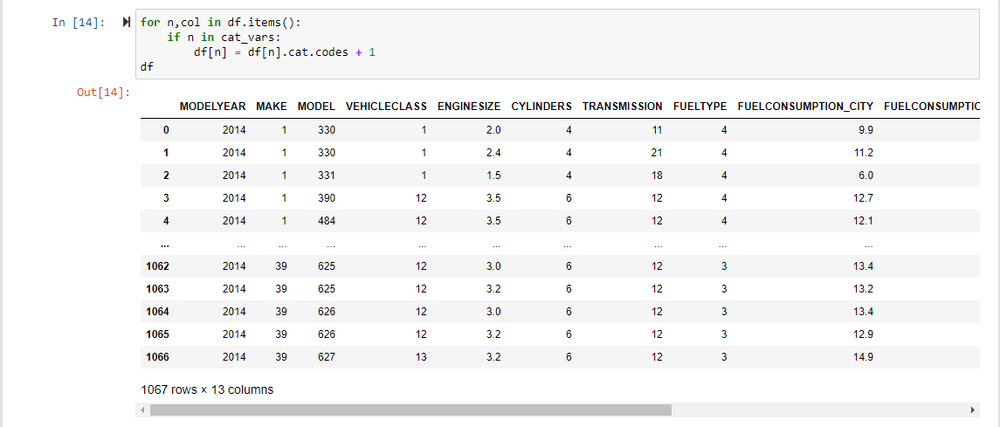 In [14]: for n,col in df.items():
    if n in cat_vars:
        df[n] = df[n].cat.codes + 1
df
Out[14]:
MODELYEAR MAKE MODEL VEHICLECLASS ENGINESIZE CYLINDERS TRANSMISSION FUELTYPE FUELCONSUMPTION_CITY FUELCONSUMPTIC
0 2014 1 330 1 2.0 4 11 4 9.9
1 2014 1 330 1 2.4 4 21 4 11.2
2 2014 1 331 1 1.5 4 18 4 6.0
3 2014 1 390 12 3.5 6 12 4 12.7
4 2014 1 484 12 3.5 6 12 4 12.1
... ... ... ... ... ... ... ... ... ...
1062 2014 39 625 12 3.0 6 12 3 13.4
1063 2014 39 625 12 3.2 6 12 3 13.2
1064 2014 39 626 12 3.0 6 12 3 13.4
1065 2014 39 626 12 3.2 6 12 3 12.9
1066 2014 39 627 13 3.2 6 12 3 14.9
1067 rows × 13 columns